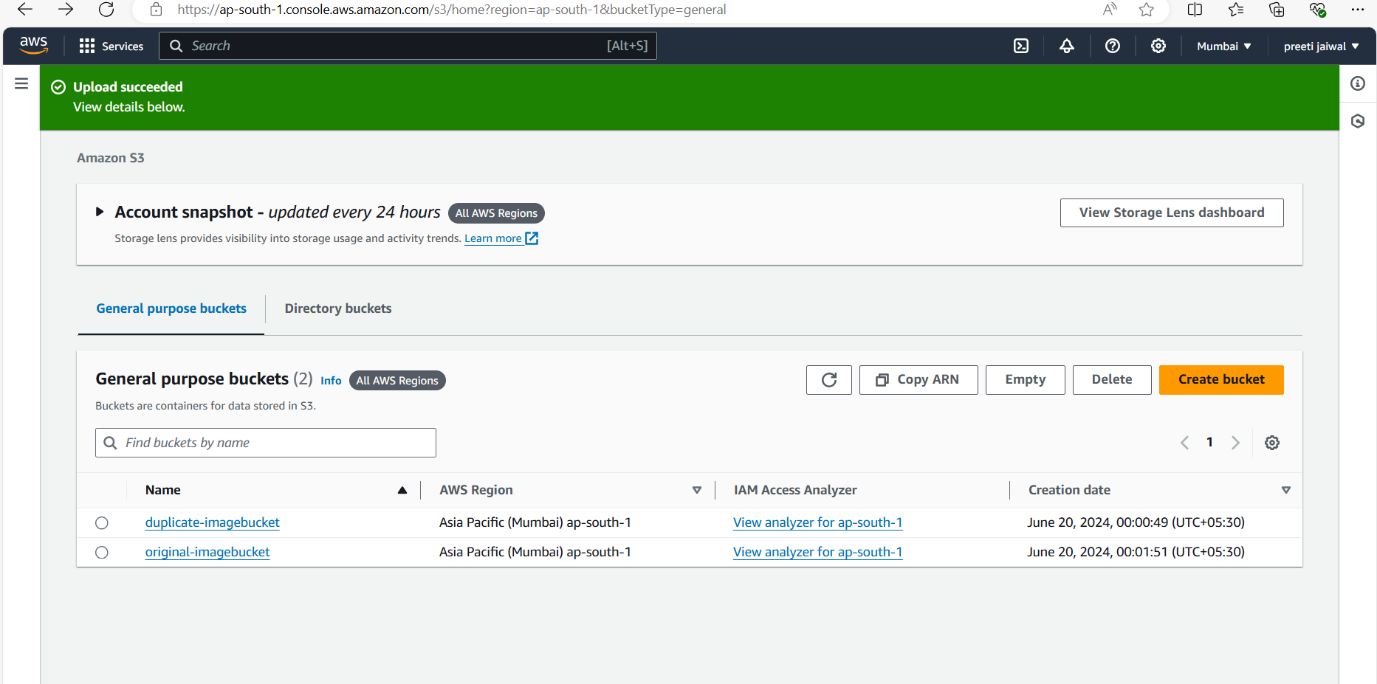 https://ap-south-1.console.aws.amazon.com/s3/home?region=ap-south-1&bucketType=general
aws Services Search [Alt+S] Mumbai ▼ preeti jaiwal ▼
Upload succeeded
View details below.
Amazon S3
Account snapshot - updated every 24 hours All AWS Regions View Storage Lens dashboard
Storage lens provides visibility into storage usage and activity trends. Learn more
General purpose buckets Directory buckets
General purpose buckets (2) Info All AWS Regions Copy ARN Empty Delete Create bucket
Buckets are containers for data stored in S3.
Find buckets by name 1
Name AWS Region IAM Access Analyzer Creation date
duplicate-imagebucket Asia Pacific (Mumbai) ap-south-1 View analyzer for ap-south-1 June 20, 2024, 00:00:49 (UTC+05:30)
original-imagebucket Asia Pacific (Mumbai) ap-south-1 View analyzer for ap-south-1 June 20, 2024, 00:01:51 (UTC+05:30)